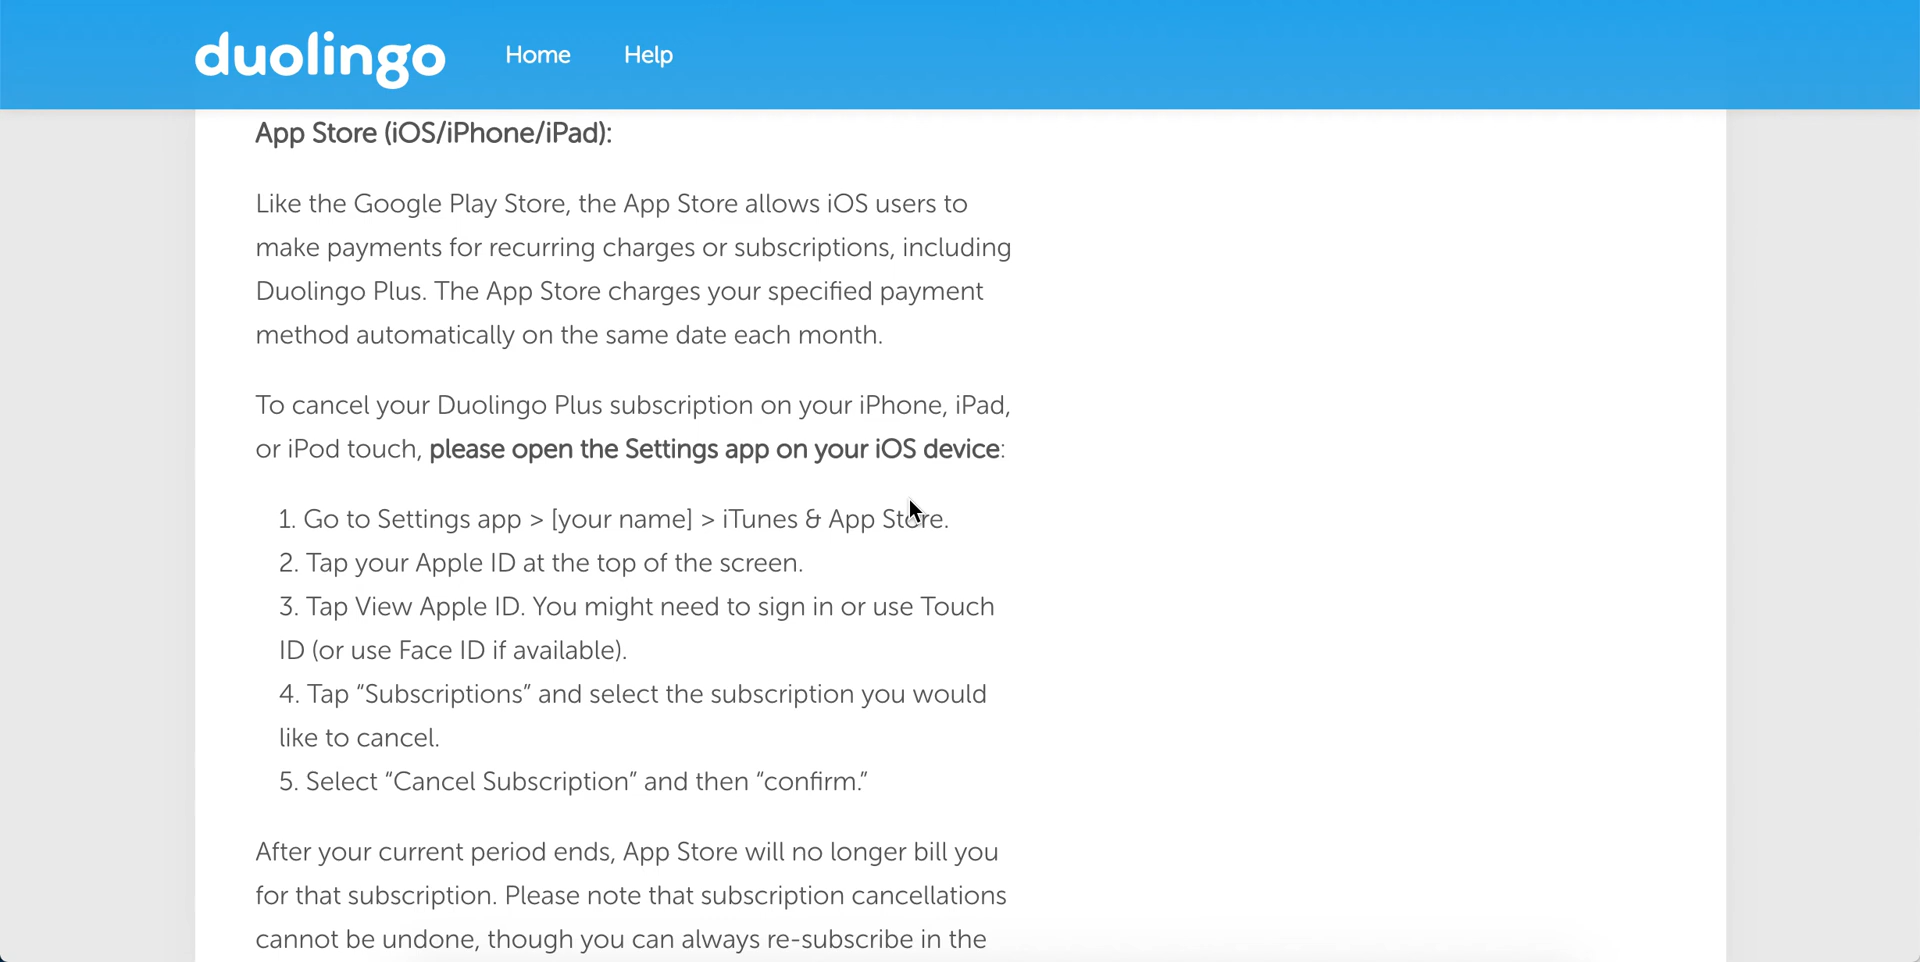 duolingo Home Help
App Store (iOS/iPhone/iPad):
Like the Google Play Store, the App Store allows iOS users to
make payments for recurring charges or subscriptions, including
Duolingo Plus. The App Store charges your specified payment
method automatically on the same date each month.
To cancel your Duolingo Plus subscription on your iPhone, iPad,
or iPod touch, please open the Settings app on your iOS device:
1. Go to Settings app > [your name] > iTunes & App Store.
2. Tap your Apple ID at the top of the screen.
3. Tap View Apple ID. You might need to sign in or use Touch
ID (or use Face ID if available).
4. Tap “Subscriptions” and select the subscription you would
like to cancel.
5. Select “Cancel Subscription” and then “confirm.”
After your current period ends, App Store will no longer bill you
for that subscription. Please note that subscription cancellations
cannot be undone, though you can always re-subscribe in the